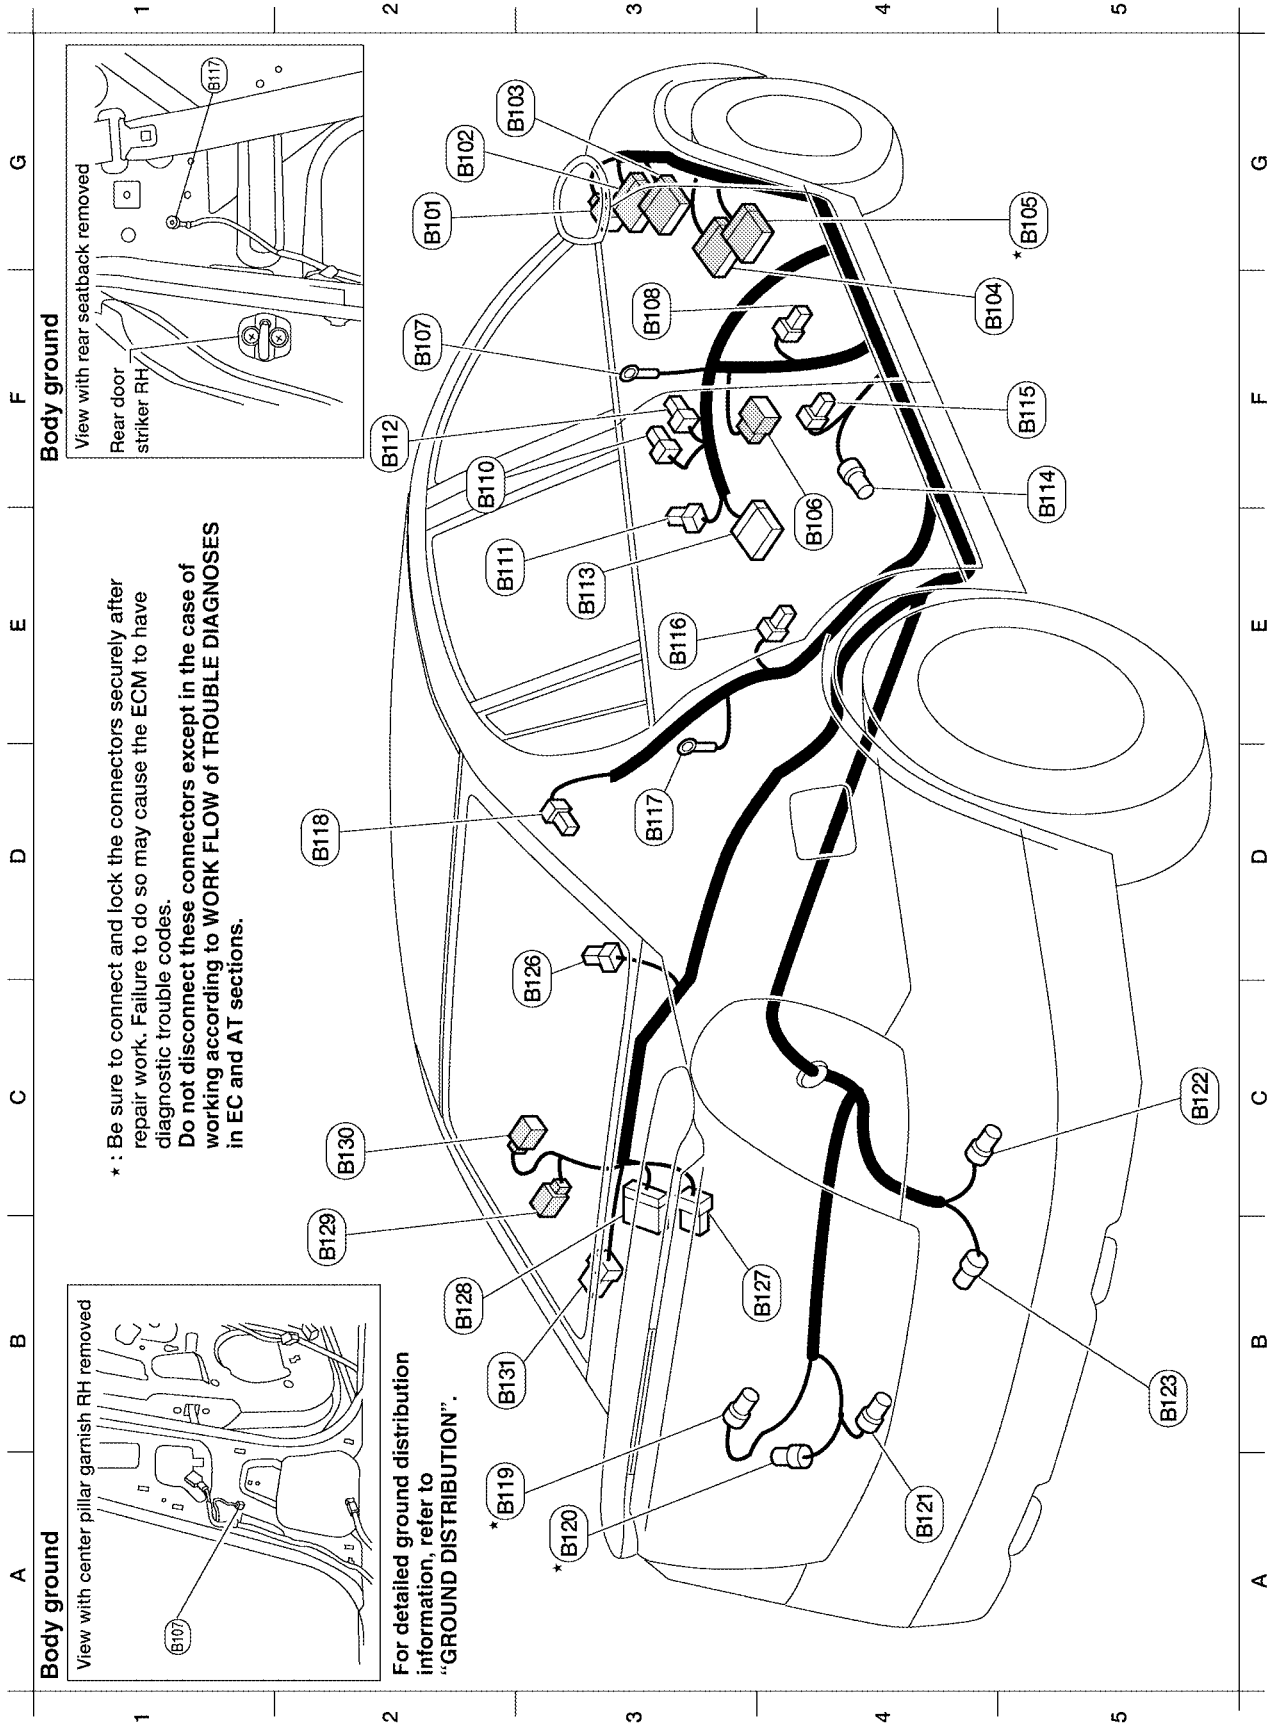 A
B
C
D
E
F
G
1
2
3
4
5
Body ground
View with center pillar garnish RH removed
B107
For detailed ground distribution
information, refer to
“GROUND DISTRIBUTION”.
★ : Be sure to connect and lock the connectors securely after
repair work. Failure to do so may cause the ECM to have
diagnostic trouble codes.
Do not disconnect these connectors except in the case of
working according to WORK FLOW of TROUBLE DIAGNOSES
in EC and AT sections.
Body ground
View with rear seatback removed
Rear door
striker RH
B117
B129
B130
B118
B112
B107
B101
B102
B103
B128
B131
B126
B111
B110
B108
★ B119
★ B120
B127
B117
B116
B113
B106
B104
★ B105
B121
B114
B115
B123
B122
1
2
3
4
5
A
B
C
D
E
F
G